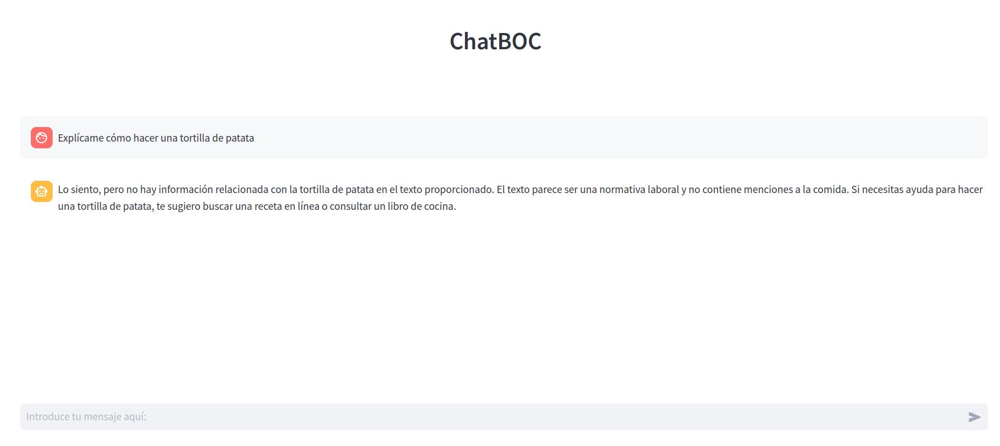 ChatBOC
Explícame cómo hacer una tortilla de patata
Lo siento, pero no hay información relacionada con la tortilla de patata en el texto proporcionado. El texto parece ser una normativa laboral y no contiene menciones a la comida. Si necesitas ayuda para hacer
una tortilla de patata, te sugiero buscar una receta en línea o consultar un libro de cocina.
Introduce tu mensaje aquí: